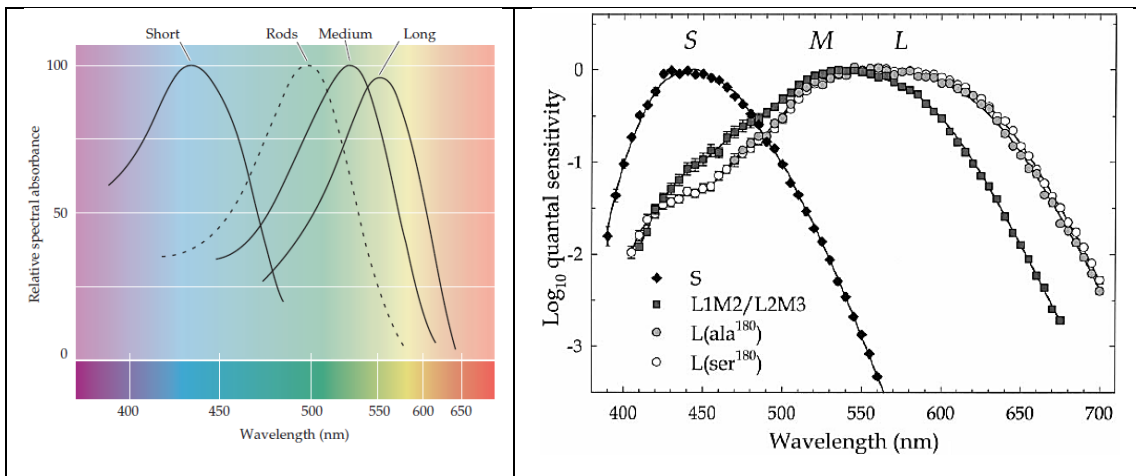 Short Rods Medium Long
100
50
0
Relative spectral absorbance
400 450 500 550 600 650
Wavelength (nm)
S M L
0
-1
-2
-3
Log10 quantal sensitivity
S
L1M2/L2M3
L(ala180)
L(ser180)
400 450 500 550 600 650 700
Wavelength (nm)